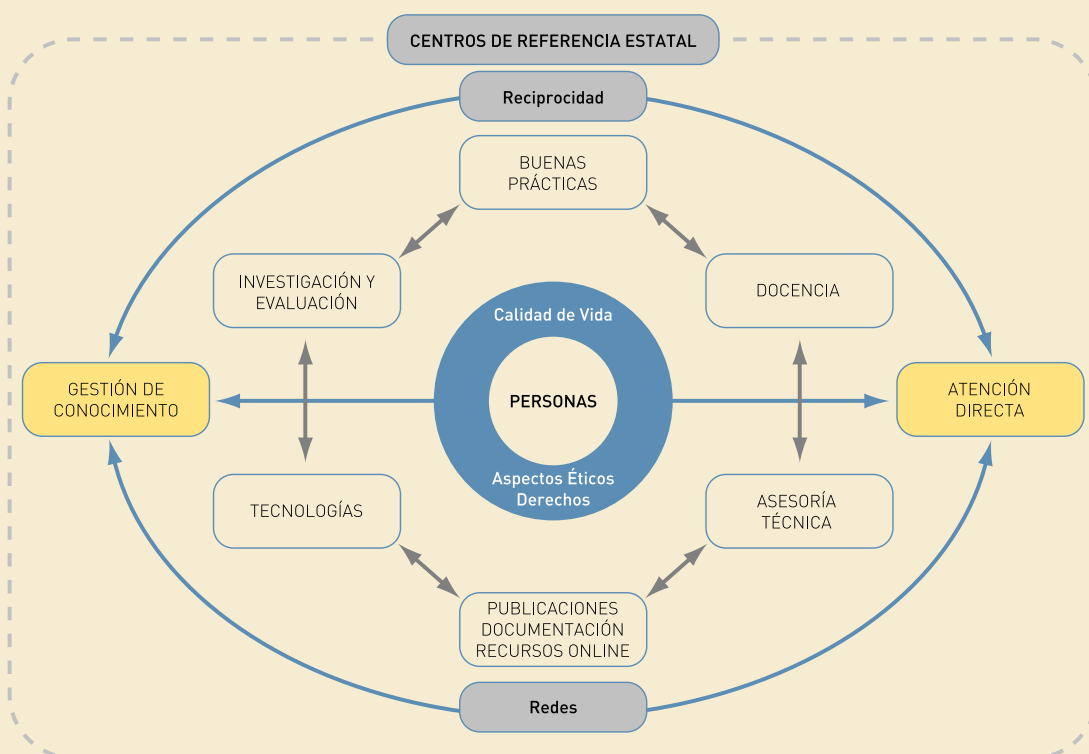 CENTROS DE REFERENCIA ESTATAL
Reciprocidad
BUENAS
PRÁCTICAS
INVESTIGACIÓN Y
EVALUACIÓN
DOCENCIA
Calidad de Vida
GESTIÓN DE
CONOCIMIENTO
PERSONAS
ATENCIÓN
DIRECTA
Aspectos Éticos
Derechos
TECNOLOGÍAS
ASESORÍA
TÉCNICA
PUBLICACIONES
DOCUMENTACIÓN
RECURSOS ONLINE
Redes